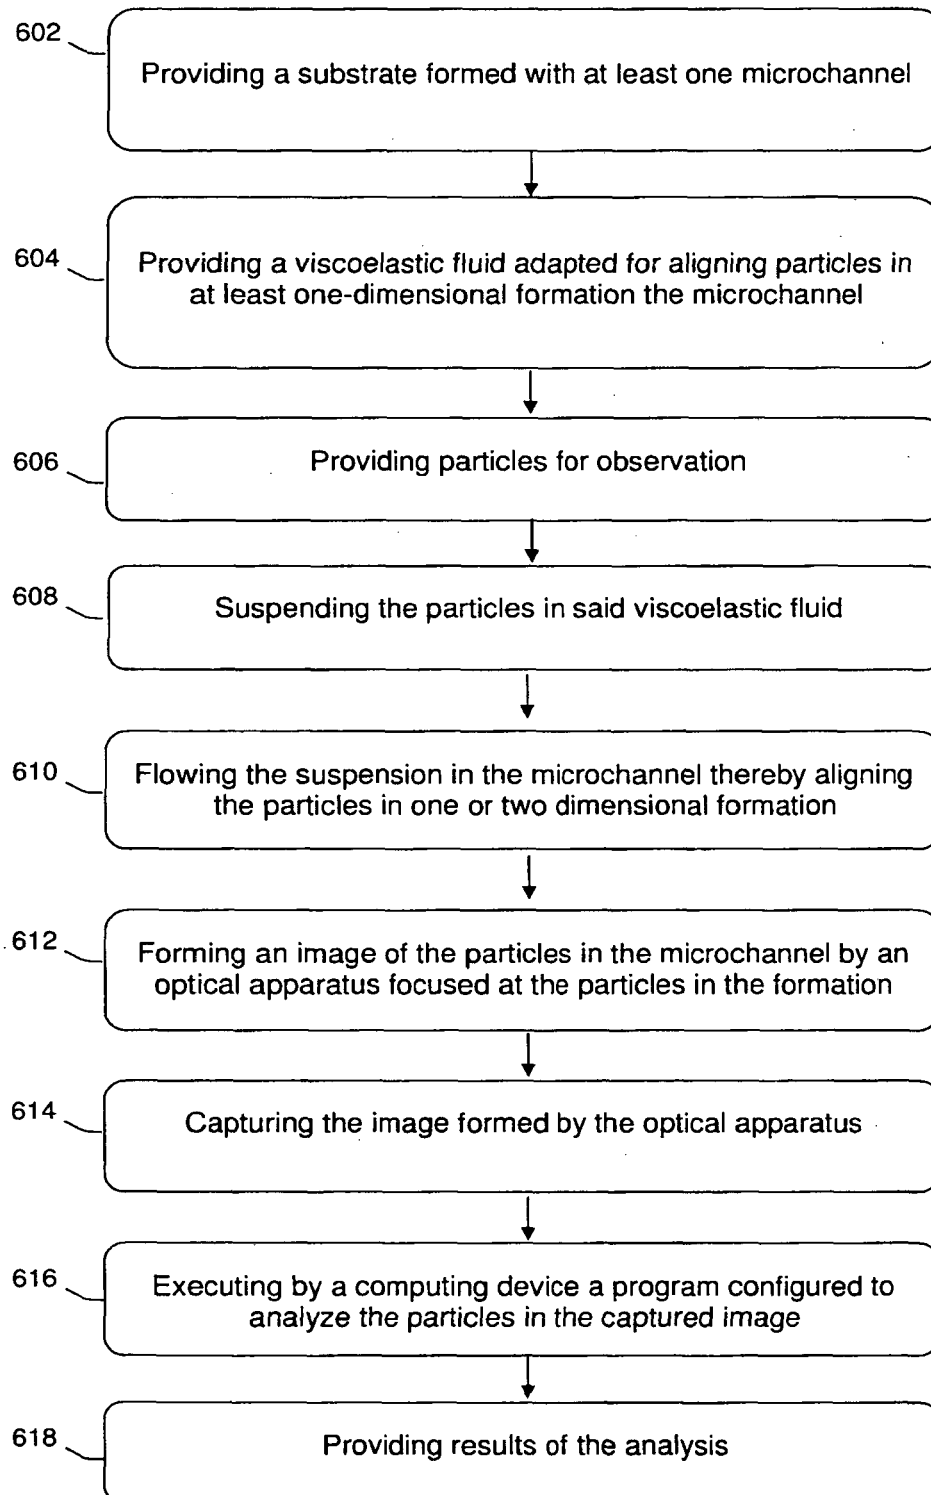 602
Providing a substrate formed with at least one microchannel
604
Providing a viscoelastic fluid adapted for aligning particles in
at least one-dimensional formation the microchannel
606
Providing particles for observation
608
Suspending the particles in said viscoelastic fluid
610
Flowing the suspension in the microchannel thereby aligning
the particles in one or two dimensional formation
612
Forming an image of the particles in the microchannel by an
optical apparatus focused at the particles in the formation
614
Capturing the image formed by the optical apparatus
616
Executing by a computing device a program configured to
analyze the particles in the captured image
618
Providing results of the analysis